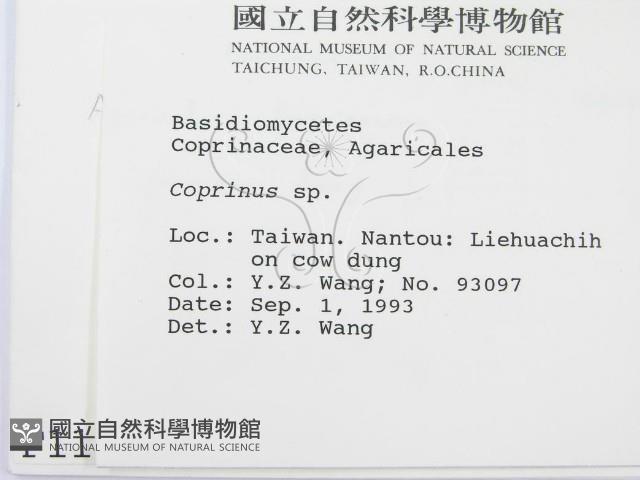 國立自然科學博物館
NATIONAL MUSEUM OF NATURAL SCIENCE
TAICHUNG, TAIWAN, R.O.CHINA
Basidiomycetes
Coprinaceae, Agaricales
Coprinus sp.
Loc.: Taiwan. Nantou: Liehuachih
on cow dung
Col.: Y.Z. Wang; No. 93097
Date: Sep. 1, 1993
Det.: Y.Z. Wang
國立自然科學博物館
NATIONAL MUSEUM OF NATURAL SCIENCE